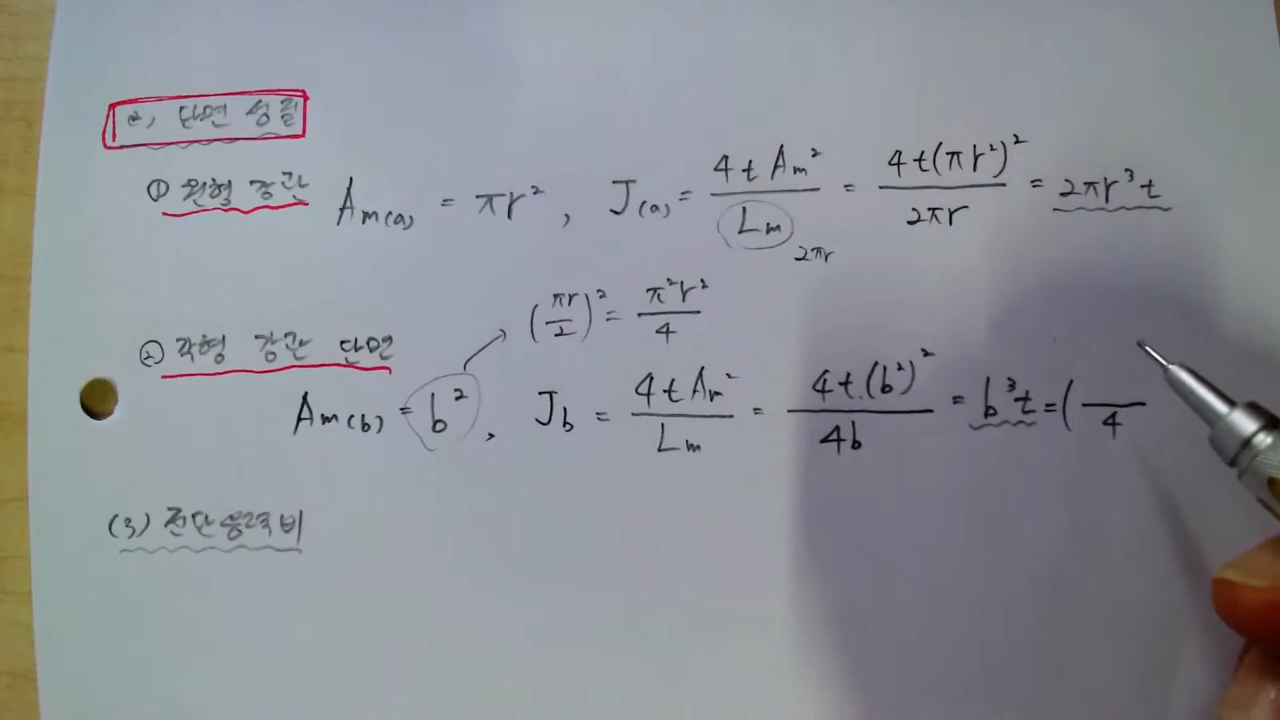 2, 단면 성질
① 원형 강관 Am(a) = πr², J(a) = 4tAm²/Lm = 4t(πr²)²/2πr = 2πr³t
2πr
(πr/2)² = π²r²/4
② 각형 강관 단면
Am(b) = b², Jb = 4tAm²/Lm = 4t.(b²)²/4b = b³t = ( /4
(3) 전단응력비